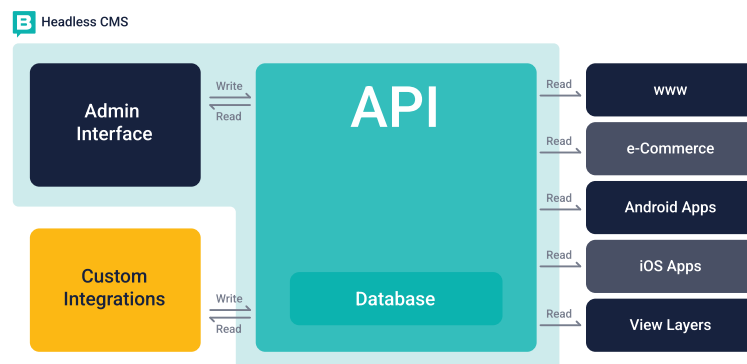 B Headless CMS
Admin
Interface
Write
Read
API
Database
Custom
Integrations
Write
Read
Read
www
Read
e-Commerce
Read
Android Apps
Read
iOS Apps
Read
View Layers